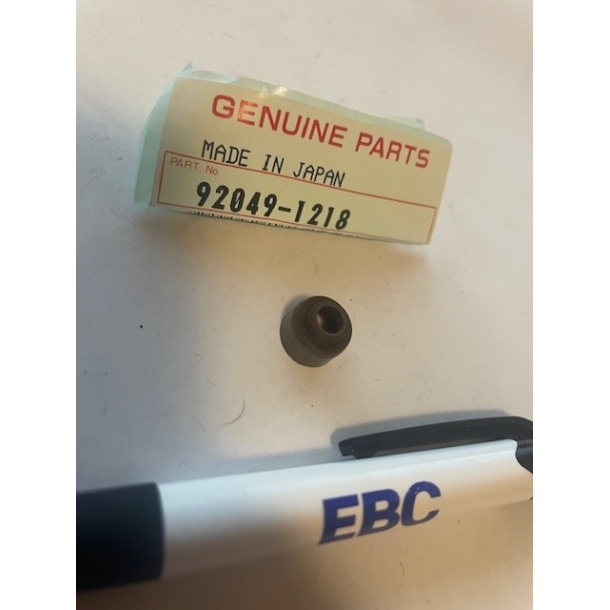 GENUINE PARTS
MADE IN JAPAN
PART No.
92049-1218
EBC